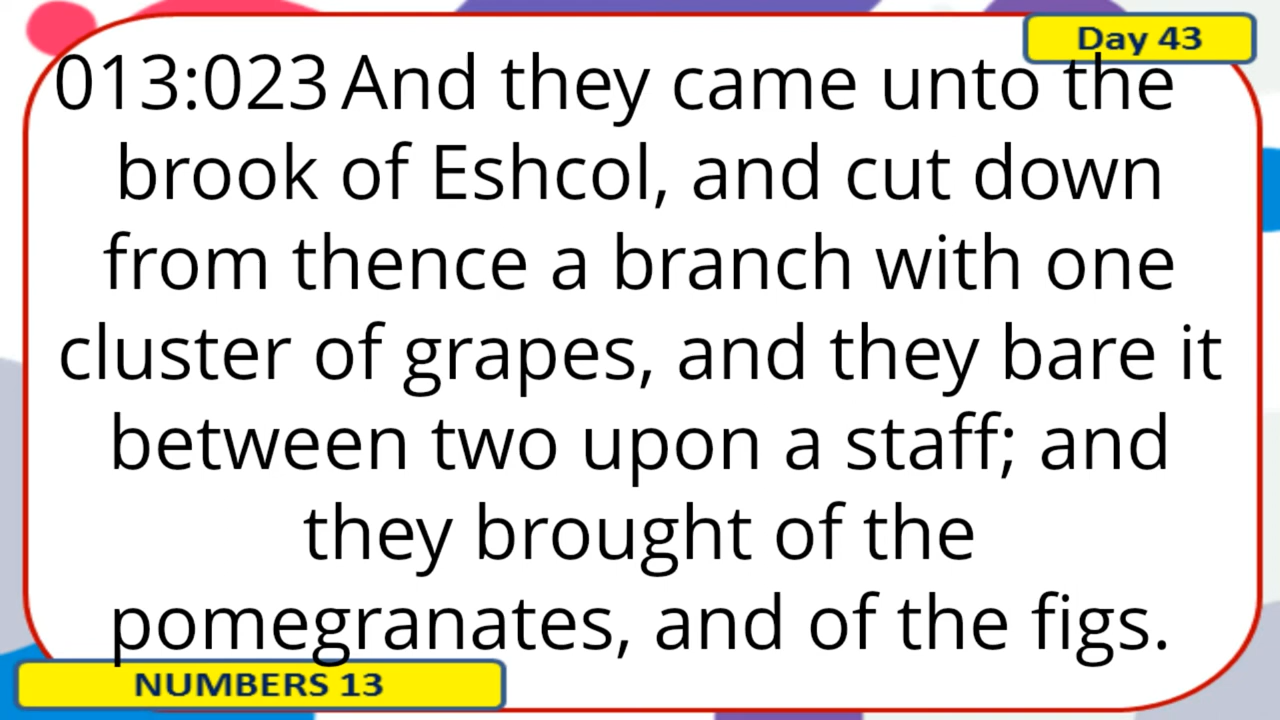 Day 43
013:023 And they came unto the
brook of Eshcol, and cut down
from thence a branch with one
cluster of grapes, and they bare it
between two upon a staff; and
they brought of the
pomegranates, and of the figs.
NUMBERS 13